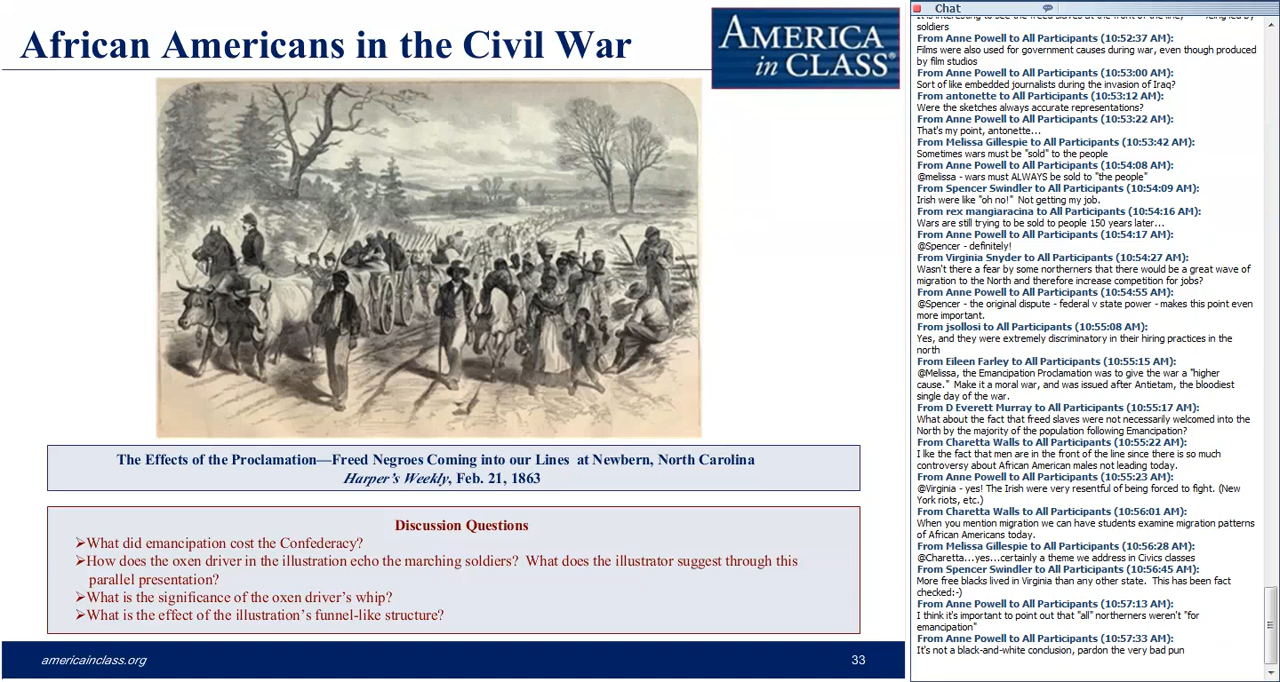 African Americans in the Civil War
AMERICA
in CLASS®
The Effects of the Proclamation—Freed Negroes Coming into our Lines at Newbern, North Carolina
Harper's Weekly, Feb. 21, 1863
Discussion Questions
➢What did emancipation cost the Confederacy?
➢How does the oxen driver in the illustration echo the marching soldiers? What does the illustrator suggest through this
parallel presentation?
➢What is the significance of the oxen driver's whip?
➢What is the effect of the illustration's funnel-like structure?
americainclass.org
33
Chat
soldiers
From Anne Powell to All Participants (10:52:37 AM):
Films were also used for government causes during war, even though produced
by film studios
From Anne Powell to All Participants (10:53:00 AM):
Sort of like embedded journalists during the invasion of Iraq?
From antonette to All Participants (10:53:12 AM):
Were the sketches always accurate representations?
From Anne Powell to All Participants (10:53:22 AM):
That's my point, antonette...
From Melissa Gillespie to All Participants (10:53:42 AM):
Sometimes wars must be "sold" to the people
From Anne Powell to All Participants (10:54:08 AM):
@melissa - wars must ALWAYS be sold to "the people"
From Spencer Swindler to All Participants (10:54:09 AM):
Irish were like "oh no!" Not getting my job.
From rex mangiaracina to All Participants (10:54:16 AM):
Wars are still trying to be sold to people 150 years later...
From Anne Powell to All Participants (10:54:17 AM):
@Spencer - definitely!
From Virginia Snyder to All Participants (10:54:27 AM):
Wasn't there a fear by some northerners that there would be a great wave of
migration to the North and therefore increase competition for jobs?
From Anne Powell to All Participants (10:54:55 AM):
@Spencer - the original dispute - federal v state power - makes this point even
more important.
From jsollosi to All Participants (10:55:08 AM):
Yes, and they were extremely discriminatory in their hiring practices in the
north
From Eileen Farley to All Participants (10:55:15 AM):
@Melissa, the Emancipation Proclamation was to give the war a "higher
cause." Make it a moral war, and was issued after Antietam, the bloodiest
single day of the war.
From D Everett Murray to All Participants (10:55:17 AM):
What about the fact that freed slaves were not necessarily welcomed into the
North by the majority of the population following Emancipation?
From Charetta Walls to All Participants (10:55:22 AM):
I lke the fact that men are in the front of the line since there is so much
controversy about African American males not leading today.
From Anne Powell to All Participants (10:55:23 AM):
@Virginia - yes! The Irish were very resentful of being forced to fight. (New
York riots, etc.)
From Charetta Walls to All Participants (10:56:01 AM):
When you mention migration we can have students examine migration patterns
of African Americans today.
From Melissa Gillespie to All Participants (10:56:28 AM):
@Charetta...yes...certainly a theme we address in Civics classes
From Spencer Swindler to All Participants (10:56:45 AM):
More free blacks lived in Virginia than any other state. This has been fact
checked:-)
From Anne Powell to All Participants (10:57:13 AM):
I think it's important to point out that "all" northerners weren't "for
emancipation"
From Anne Powell to All Participants (10:57:33 AM):
It's not a black-and-white conclusion, pardon the very bad pun